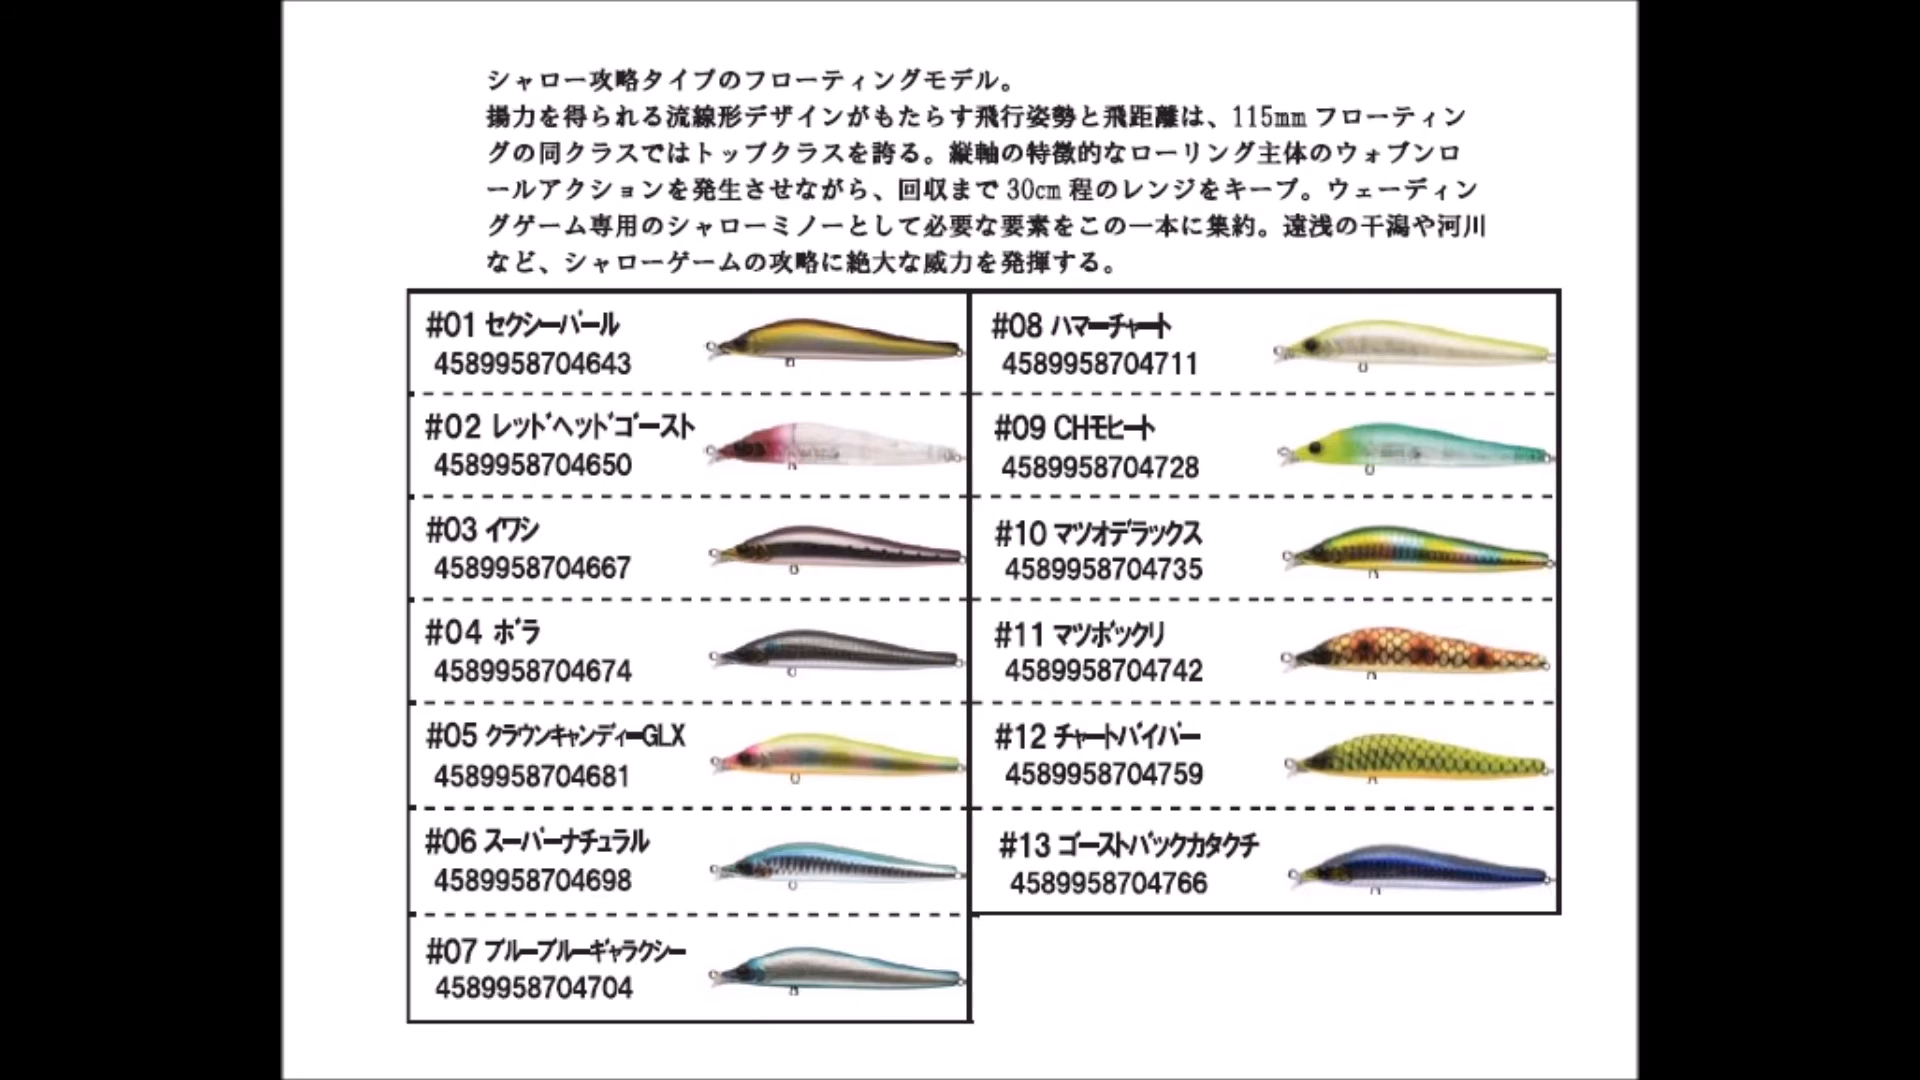 シャロー攻略タイプのフローティングモデル。
揚力を得られる流線形デザインがもたらす飛行姿勢と飛距離は、115mm フローティン
グの同クラスではトップクラスを誇る。縦軸の特徴的なローリング主体のウォブンロ
ールアクションを発生させながら、回収まで 30cm 程のレンジをキープ。ウェーディン
グゲーム専用のシャローミノーとして必要な要素をこの一本に集約。遠浅の干潟や河川
など、シャローゲームの攻略に絶大な威力を発揮する。
#01 セクシーパール
4589958704643
#02 レッドヘッドゴースト
4589958704650
#03 イワシ
4589958704667
#04 ボラ
4589958704674
#05 クラウンキャンディーGLX
4589958704681
#06 スーパーナチュラル
4589958704698
#07 ブルーブルーギャラクシー
4589958704704
#08 ハマーチャート
4589958704711
#09 CHモヒート
4589958704728
#10 マツオデラックス
4589958704735
#11 マツボックリ
4589958704742
#12 チャートバイパー
4589958704759
#13 ゴーストバックカタクチ
4589958704766